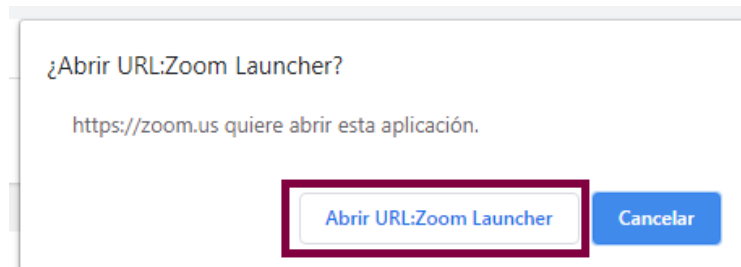 ¿Abrir URL:Zoom Launcher?
https://zoom.us quiere abrir esta aplicación.
Abrir URL:Zoom Launcher Cancelar